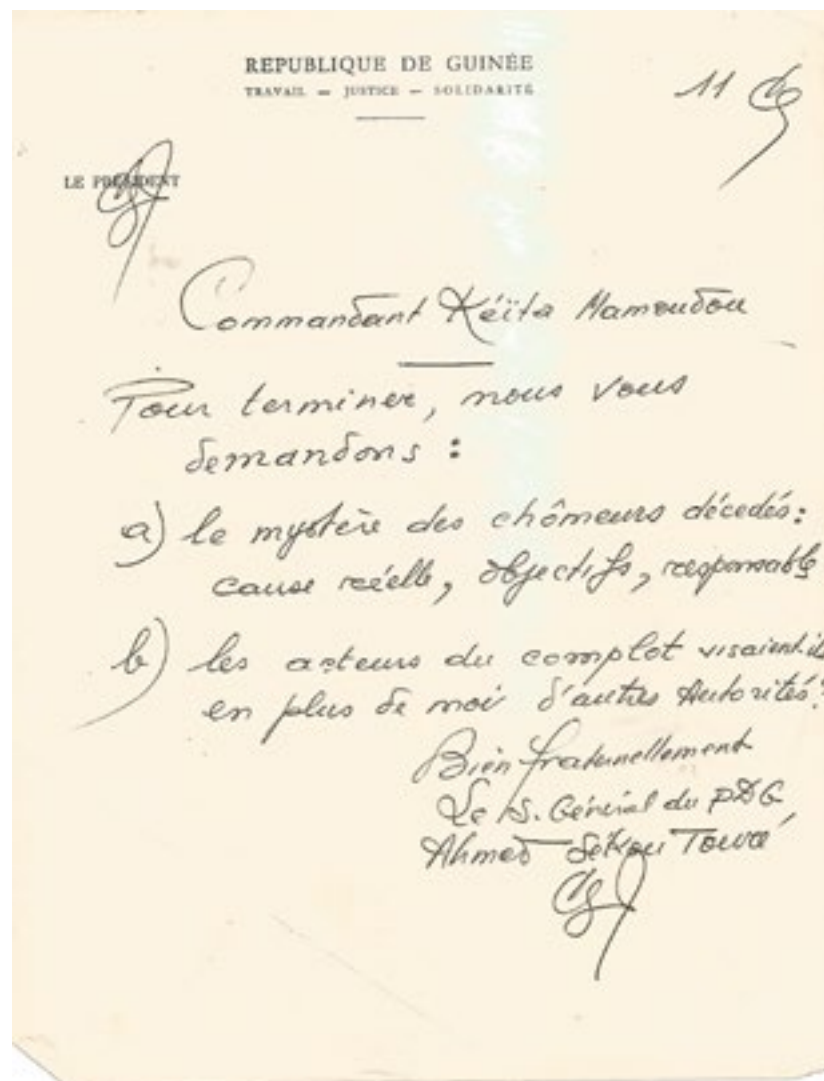 REPUBLIQUE DE GUINÉE
TRAVAIL - JUSTICE - SOLIDARITÉ
11
LE PRÉSIDENT
Commandant Kéïta Mamoudou
Pour terminer, nous vous
demandons :
a) le mystère des chômeurs décedés :
cause réelle, objectifs, responsable
b) les acteurs du complot visaient-ils
en plus de moi d'autres Autorités ?
Bien fraternellement
Le S. Général du PDG
Ahmed Sékou Touré